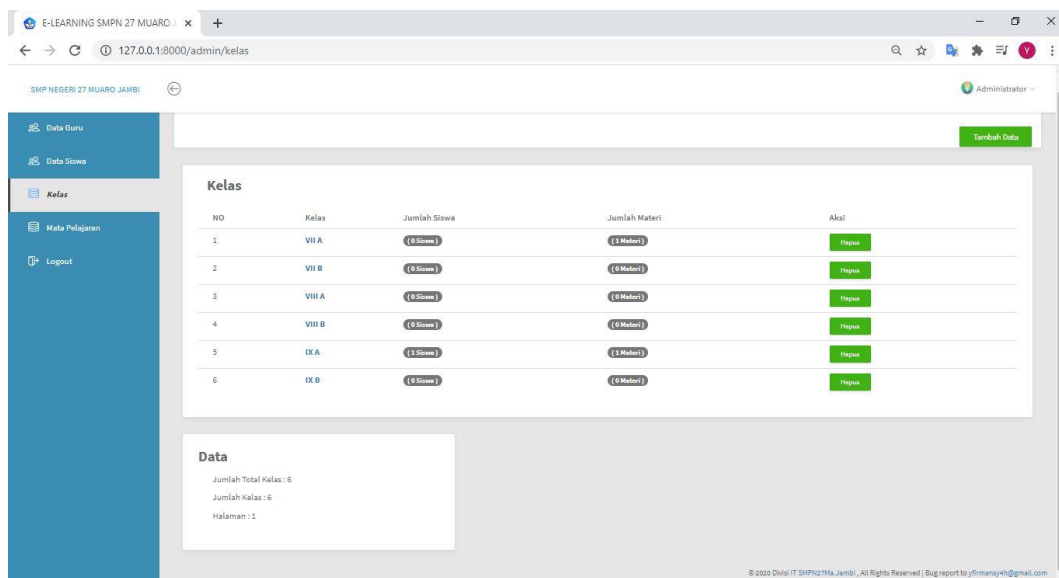 E-LEARNING SMPN 27 MUARO J
127.0.0.1:8000/admin/kelas
Y
SMP NEGERI 27 MUARO JAMBI
Administrator
Data Guru
Data Siswa
Kelas
Mata Pelajaran
Logout
Tambah Data
Kelas
NO Kelas Jumlah Siswa Jumlah Materi Aksi
1 VII A ( 0 Siswa ) ( 1 Materi ) Hapus
2 VII B ( 0 Siswa ) ( 0 Materi ) Hapus
3 VIII A ( 0 Siswa ) ( 0 Materi ) Hapus
4 VIII B ( 0 Siswa ) ( 0 Materi ) Hapus
5 IX A ( 1 Siswa ) ( 1 Materi ) Hapus
6 IX B ( 0 Siswa ) ( 0 Materi ) Hapus
Data
Jumlah Total Kelas : 6
Jumlah Kelas : 6
Halaman : 1
© 2020 Divisi IT SMPN27Ma.Jambi , All Rights Reserved | Bug report to yfirmansy4h@gmail.com